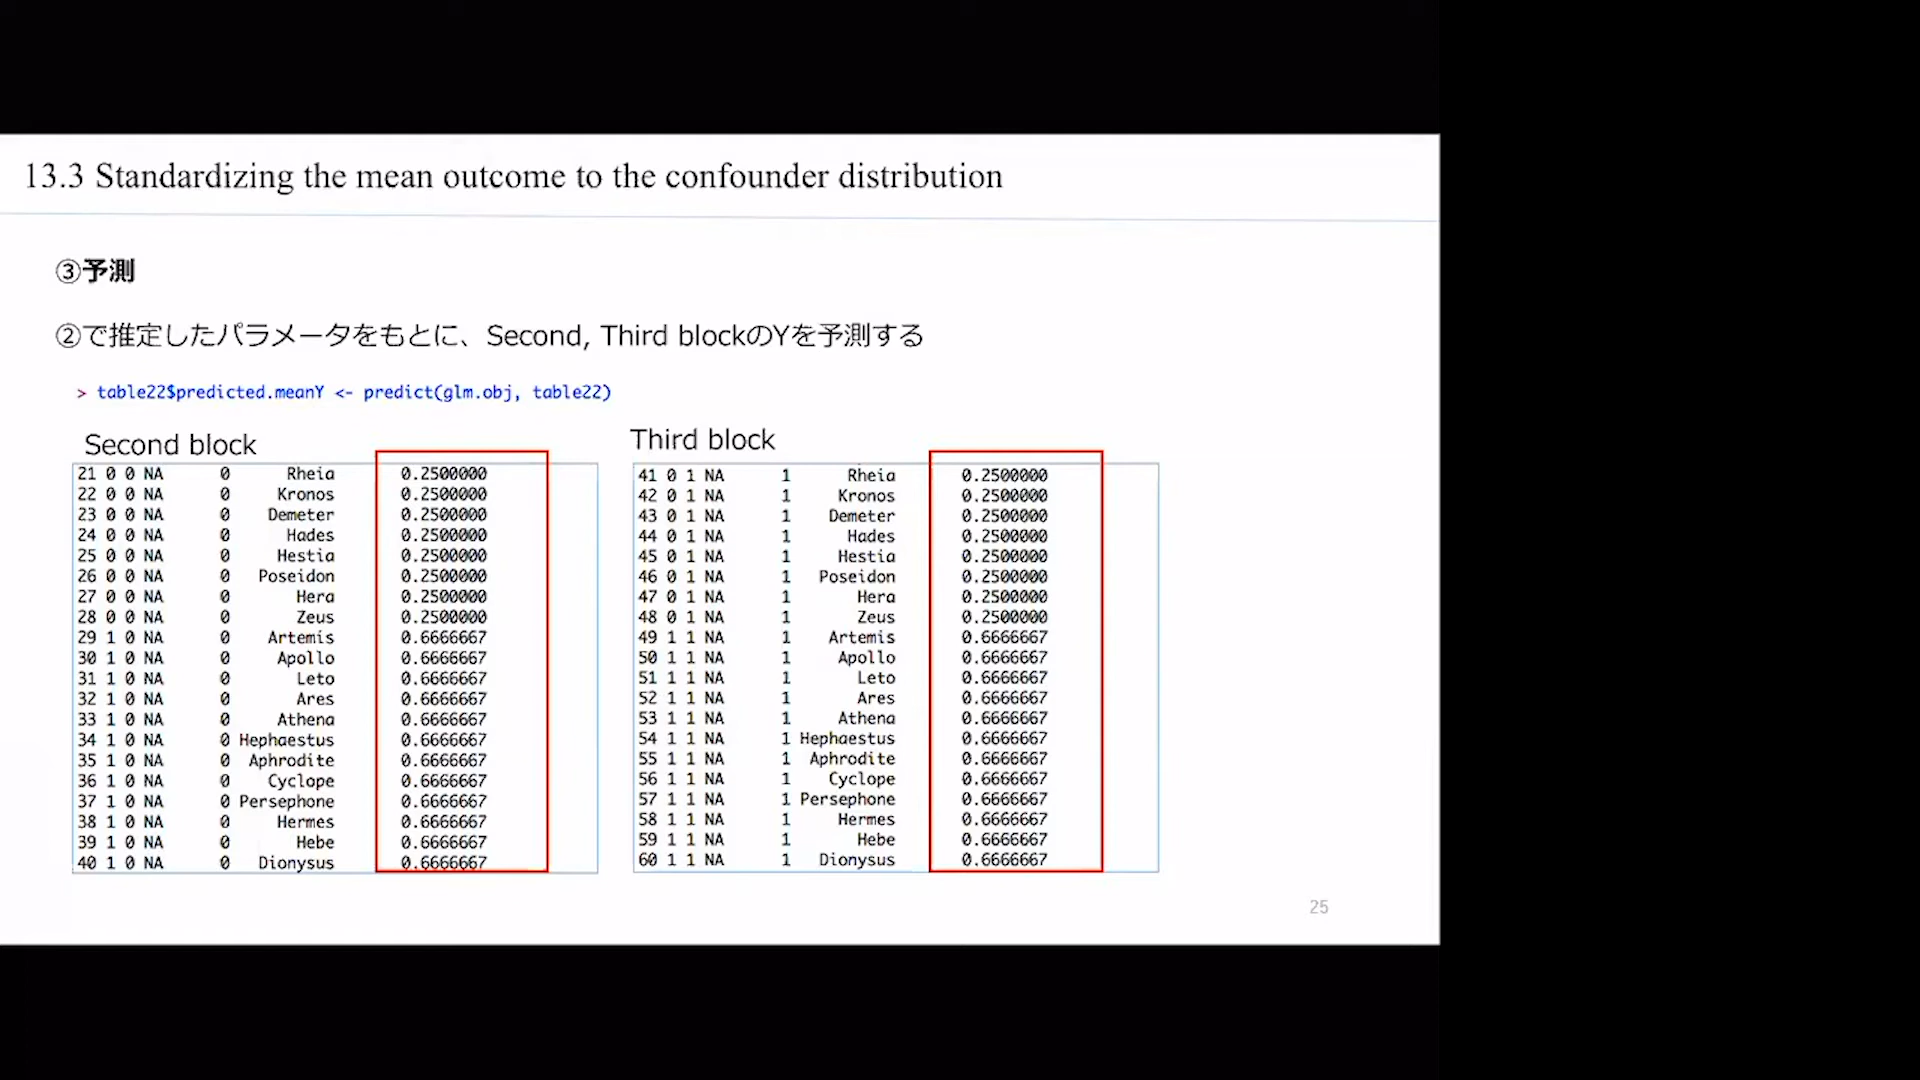 13.3 Standardizing the mean outcome to the confounder distribution
③予測
②で推定したパラメータをもとに、Second, Third blockのYを予測する
> table22$predicted.meanY <- predict(glm.obj, table22)
Second block
21 0 0 NA 0 Rheia 0.2500000
22 0 0 NA 0 Kronos 0.2500000
23 0 0 NA 0 Demeter 0.2500000
24 0 0 NA 0 Hades 0.2500000
25 0 0 NA 0 Hestia 0.2500000
26 0 0 NA 0 Poseidon 0.2500000
27 0 0 NA 0 Hera 0.2500000
28 0 0 NA 0 Zeus 0.2500000
29 1 0 NA 0 Artemis 0.6666667
30 1 0 NA 0 Apollo 0.6666667
31 1 0 NA 0 Leto 0.6666667
32 1 0 NA 0 Ares 0.6666667
33 1 0 NA 0 Athena 0.6666667
34 1 0 NA 0 Hephaestus 0.6666667
35 1 0 NA 0 Aphrodite 0.6666667
36 1 0 NA 0 Cyclope 0.6666667
37 1 0 NA 0 Persephone 0.6666667
38 1 0 NA 0 Hermes 0.6666667
39 1 0 NA 0 Hebe 0.6666667
40 1 0 NA 0 Dionysus 0.6666667
Third block
41 0 1 NA 1 Rheia 0.2500000
42 0 1 NA 1 Kronos 0.2500000
43 0 1 NA 1 Demeter 0.2500000
44 0 1 NA 1 Hades 0.2500000
45 0 1 NA 1 Hestia 0.2500000
46 0 1 NA 1 Poseidon 0.2500000
47 0 1 NA 1 Hera 0.2500000
48 0 1 NA 1 Zeus 0.2500000
49 1 1 NA 1 Artemis 0.6666667
50 1 1 NA 1 Apollo 0.6666667
51 1 1 NA 1 Leto 0.6666667
52 1 1 NA 1 Ares 0.6666667
53 1 1 NA 1 Athena 0.6666667
54 1 1 NA 1 Hephaestus 0.6666667
55 1 1 NA 1 Aphrodite 0.6666667
56 1 1 NA 1 Cyclope 0.6666667
57 1 1 NA 1 Persephone 0.6666667
58 1 1 NA 1 Hermes 0.6666667
59 1 1 NA 1 Hebe 0.6666667
60 1 1 NA 1 Dionysus 0.6666667
25